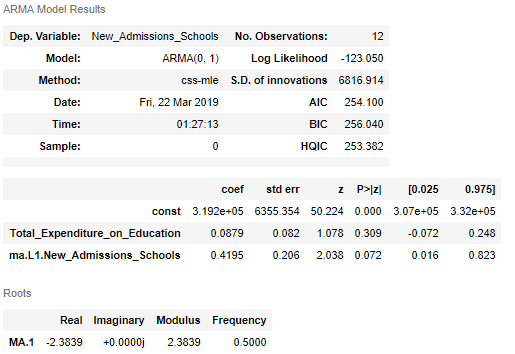 ARMA Model Results
Dep. Variable: New_Admissions_Schools No. Observations: 12
Model: ARMA(0, 1) Log Likelihood -123.050
Method: css-mle S.D. of innovations 6816.914
Date: Fri, 22 Mar 2019 AIC 254.100
Time: 01:27:13 BIC 256.040
Sample: 0 HQIC 253.382
coef std err z P>|z| [0.025 0.975]
const 3.192e+05 6355.354 50.224 0.000 3.07e+05 3.32e+05
Total_Expenditure_on_Education 0.0879 0.082 1.078 0.309 -0.072 0.248
ma.L1.New_Admissions_Schools 0.4195 0.206 2.038 0.072 0.016 0.823
Roots
Real Imaginary Modulus Frequency
MA.1 -2.3839 +0.0000j 2.3839 0.5000